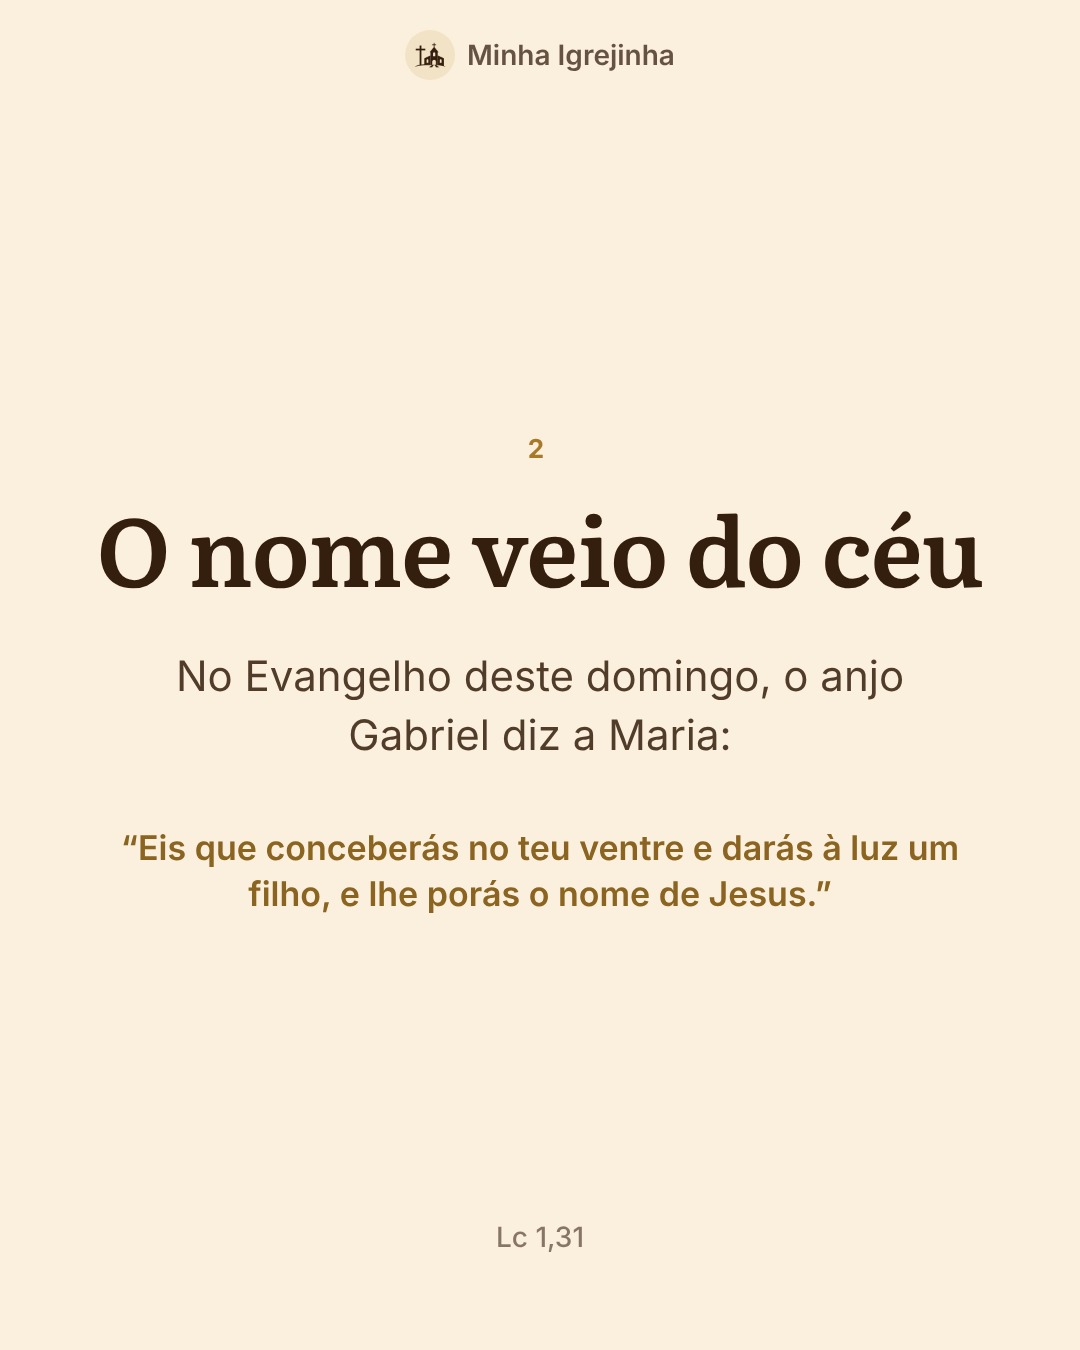 Minha Igrejinha
2
O nome veio do céu
No Evangelho deste domingo, o anjo
Gabriel diz a Maria:
“Eis que conceberás no teu ventre e darás à luz um
filho, e lhe porás o nome de Jesus.”
Lc 1,31